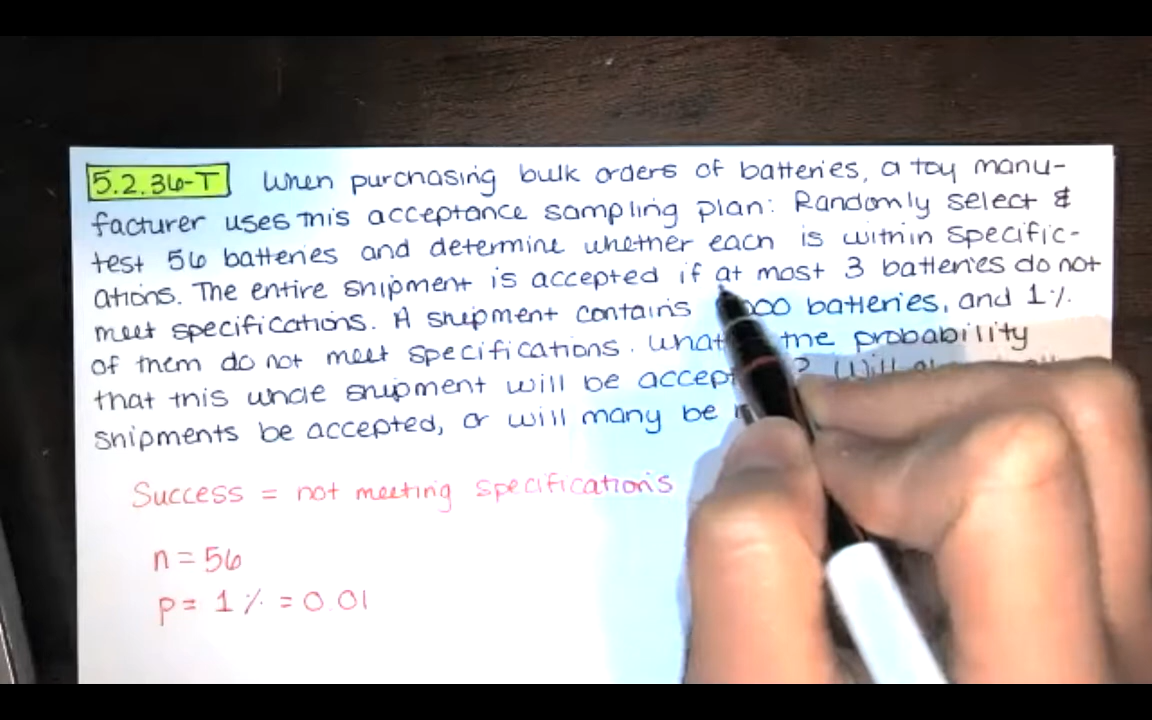 5.2.36-T When purchasing bulk orders of batteries, a toy manu-
facturer uses this acceptance sampling plan: Randomly select &
test 56 batteries and determine whether each is within specific-
ations. The entire shipment is accepted if at most 3 batteries do not
meet specifications. A shipment contains 000 batteries, and 1%
of them do not meet specifications. What the probability
that this whole shipment will be accept ? Will
shipments be accepted, or will many be
Success = not meeting specifications
n = 56
p = 1% = 0.01